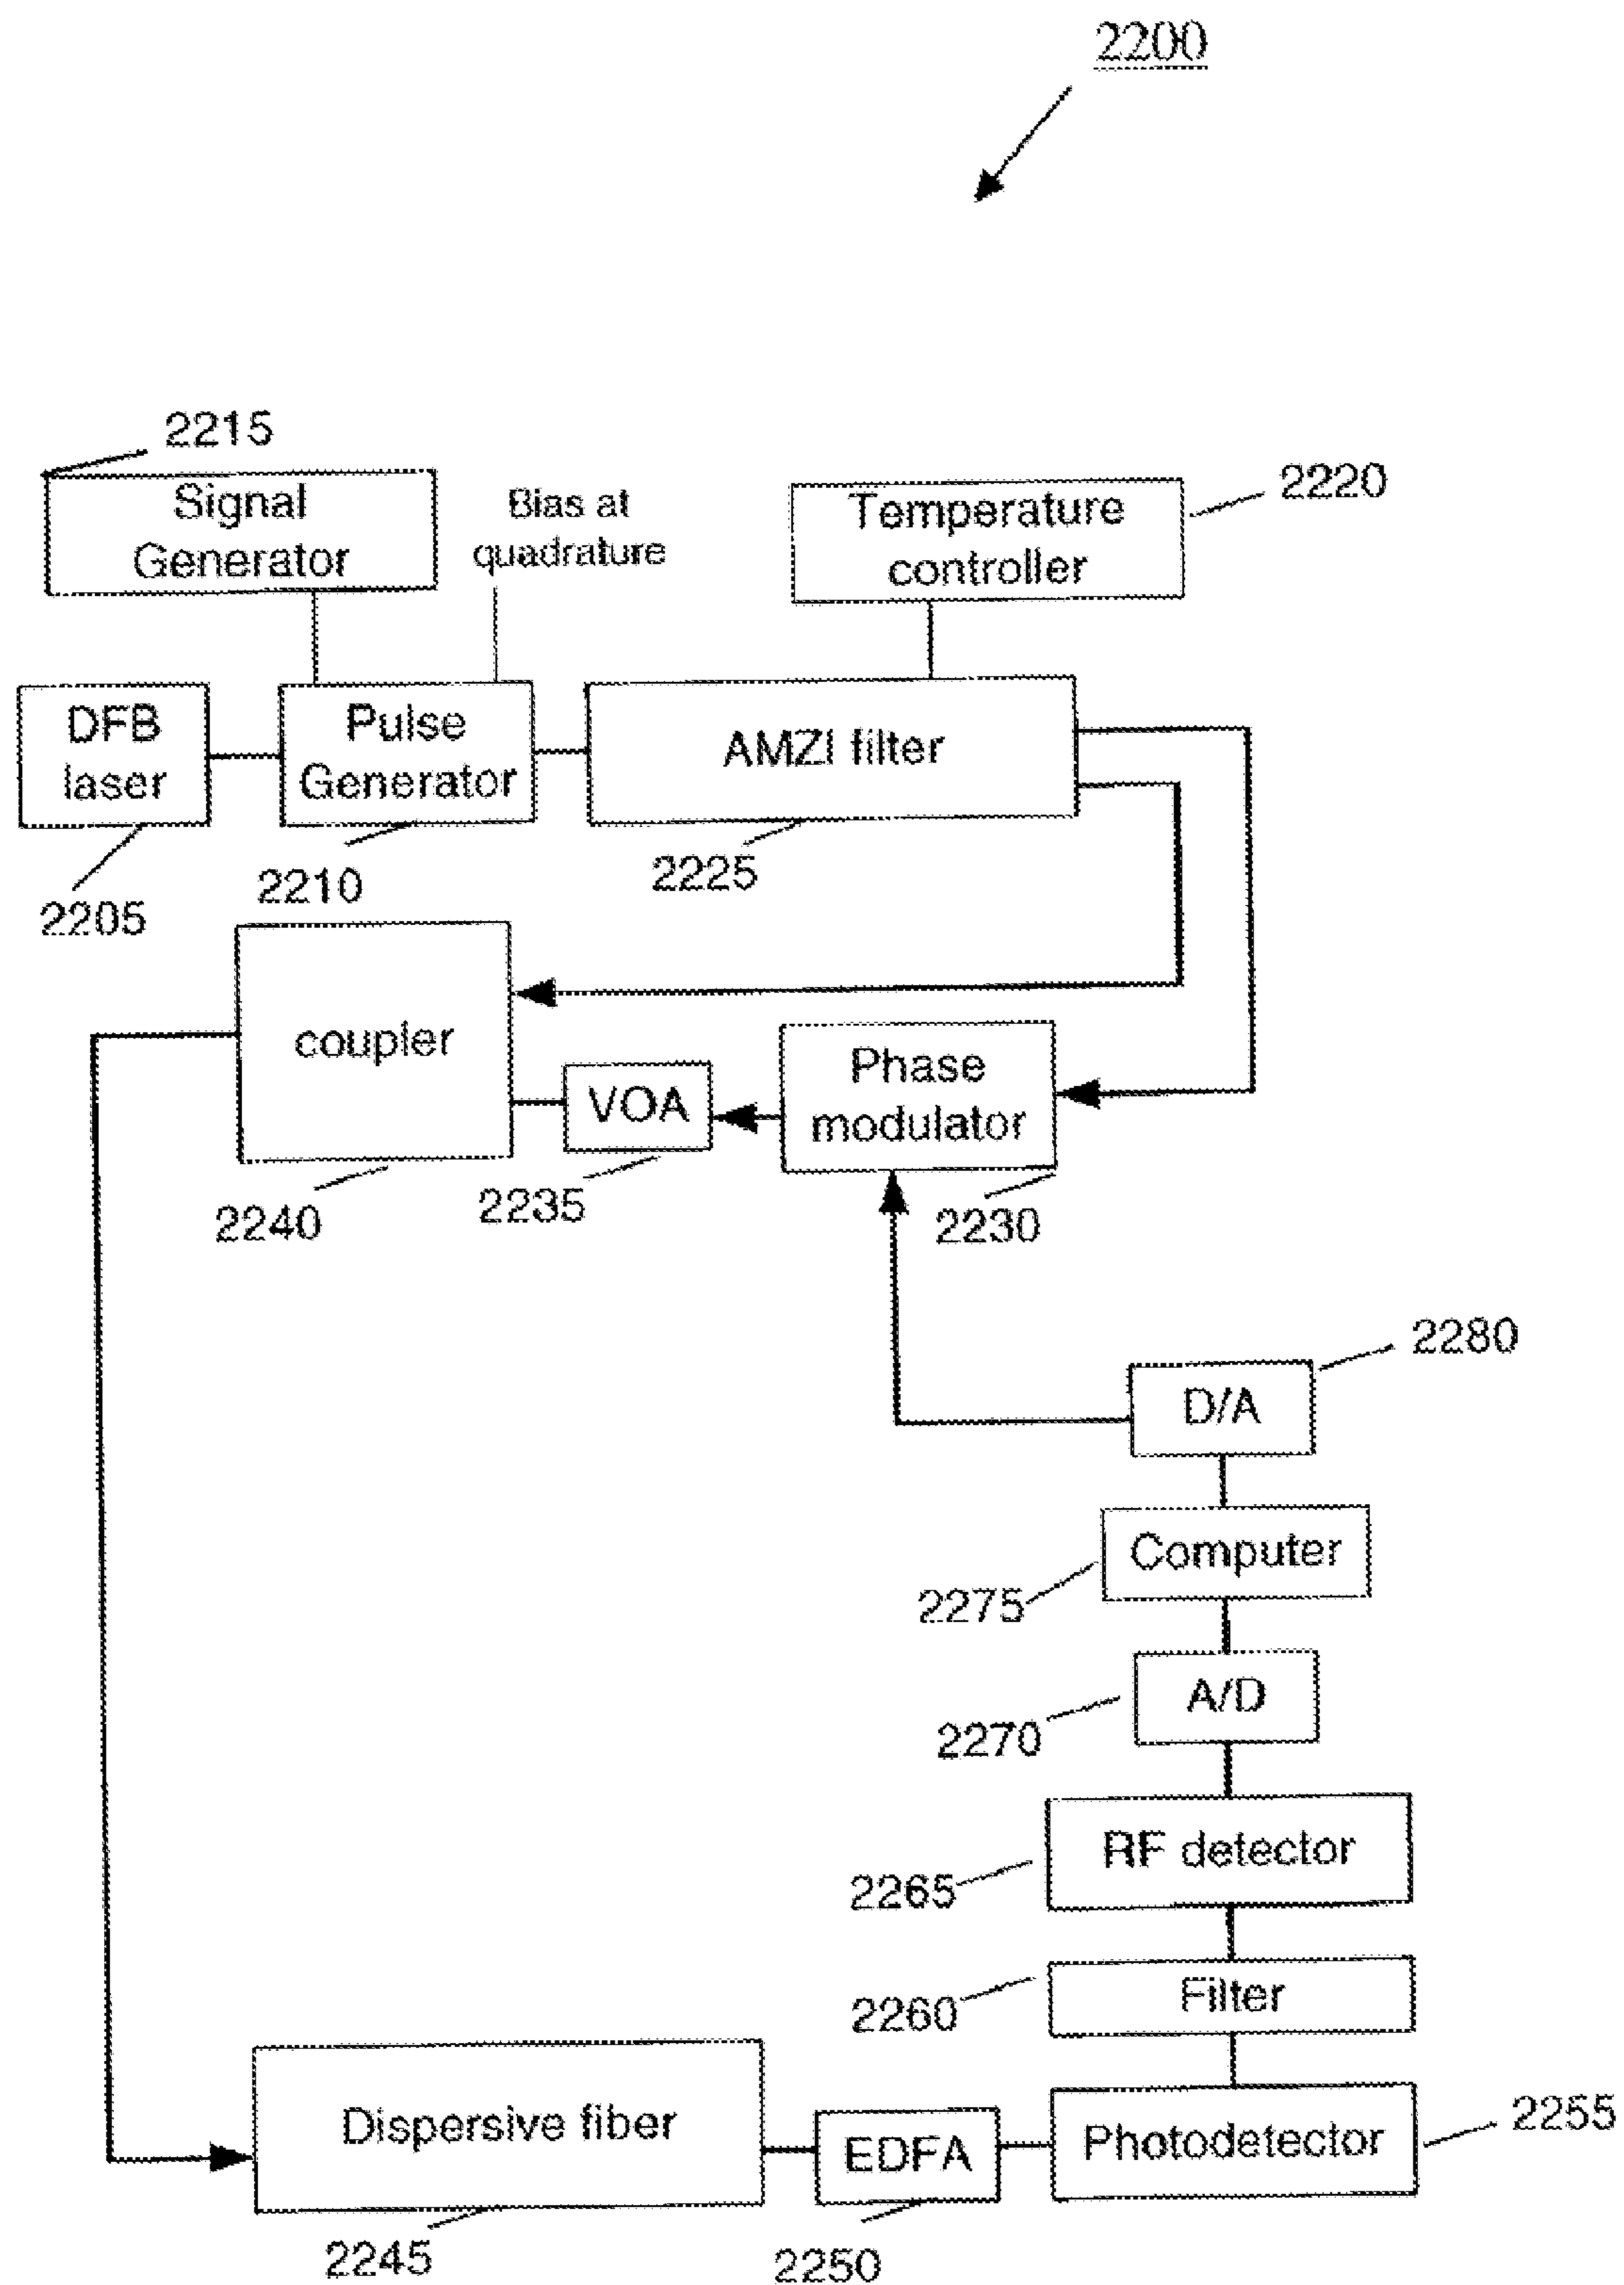 2200
2215
Signal
Generator
Bias at
quadrature
Temperature
controller
2220
DFB
laser
Pulse
Generator
AMZI filter
2205
2210
2225
coupler
VOA
Phase
modulator
2240
2235
2230
2280
D/A
Computer
2275
A/D
2270
RF detector
2265
Filter
2260
Dispersive fiber
EDFA
Photodetector
2255
2245
2250